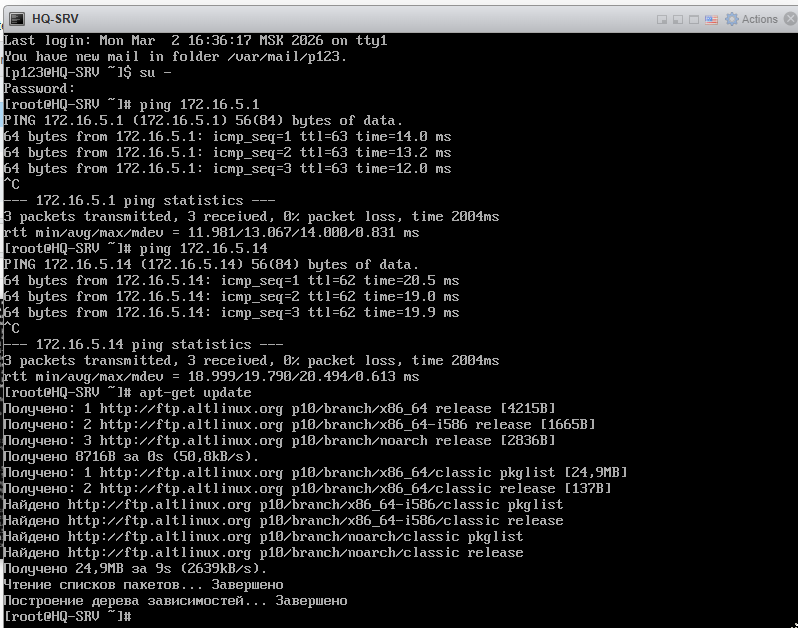 HQ-SRV Actions
Last login: Mon Mar  2 16:36:17 MSK 2026 on tty1
You have new mail in folder /var/mail/p123.
[p123@HQ-SRV ~]$ su -
Password:
[root@HQ-SRV ~]# ping 172.16.5.1
PING 172.16.5.1 (172.16.5.1) 56(84) bytes of data.
64 bytes from 172.16.5.1: icmp_seq=1 ttl=63 time=14.0 ms
64 bytes from 172.16.5.1: icmp_seq=2 ttl=63 time=13.2 ms
64 bytes from 172.16.5.1: icmp_seq=3 ttl=63 time=12.0 ms
^C
--- 172.16.5.1 ping statistics ---
3 packets transmitted, 3 received, 0% packet loss, time 2004ms
rtt min/avg/max/mdev = 11.981/13.067/14.000/0.831 ms
[root@HQ-SRV ~]# ping 172.16.5.14
PING 172.16.5.14 (172.16.5.14) 56(84) bytes of data.
64 bytes from 172.16.5.14: icmp_seq=1 ttl=62 time=20.5 ms
64 bytes from 172.16.5.14: icmp_seq=2 ttl=62 time=19.0 ms
64 bytes from 172.16.5.14: icmp_seq=3 ttl=62 time=19.9 ms
^C
--- 172.16.5.14 ping statistics ---
3 packets transmitted, 3 received, 0% packet loss, time 2004ms
rtt min/avg/max/mdev = 18.999/19.790/20.494/0.613 ms
[root@HQ-SRV ~]# apt-get update
Получено: 1 http://ftp.altlinux.org p10/branch/x86_64 release [4215B]
Получено: 2 http://ftp.altlinux.org p10/branch/x86_64-i586 release [1665B]
Получено: 3 http://ftp.altlinux.org p10/branch/noarch release [2836B]
Получено 8716B за 0s (50,8kB/s).
Получено: 1 http://ftp.altlinux.org p10/branch/x86_64/classic pkglist [24,9MB]
Получено: 2 http://ftp.altlinux.org p10/branch/x86_64/classic release [137B]
Найдено http://ftp.altlinux.org p10/branch/x86_64-i586/classic pkglist
Найдено http://ftp.altlinux.org p10/branch/x86_64-i586/classic release
Найдено http://ftp.altlinux.org p10/branch/noarch/classic pkglist
Найдено http://ftp.altlinux.org p10/branch/noarch/classic release
Получено 24,9MB за 9s (2639kB/s).
Чтение списков пакетов... Завершено
Построение дерева зависимостей... Завершено
[root@HQ-SRV ~]#